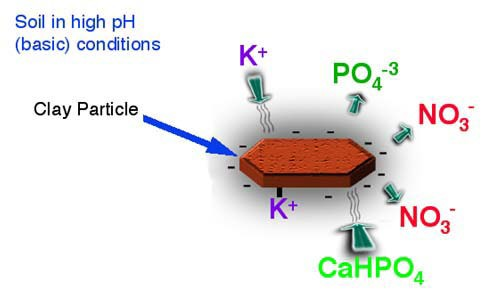 Soil in high pH
(basic) conditions
K+
PO4-3
NO3-
Clay Particle
K+
NO3-
CaHPO4